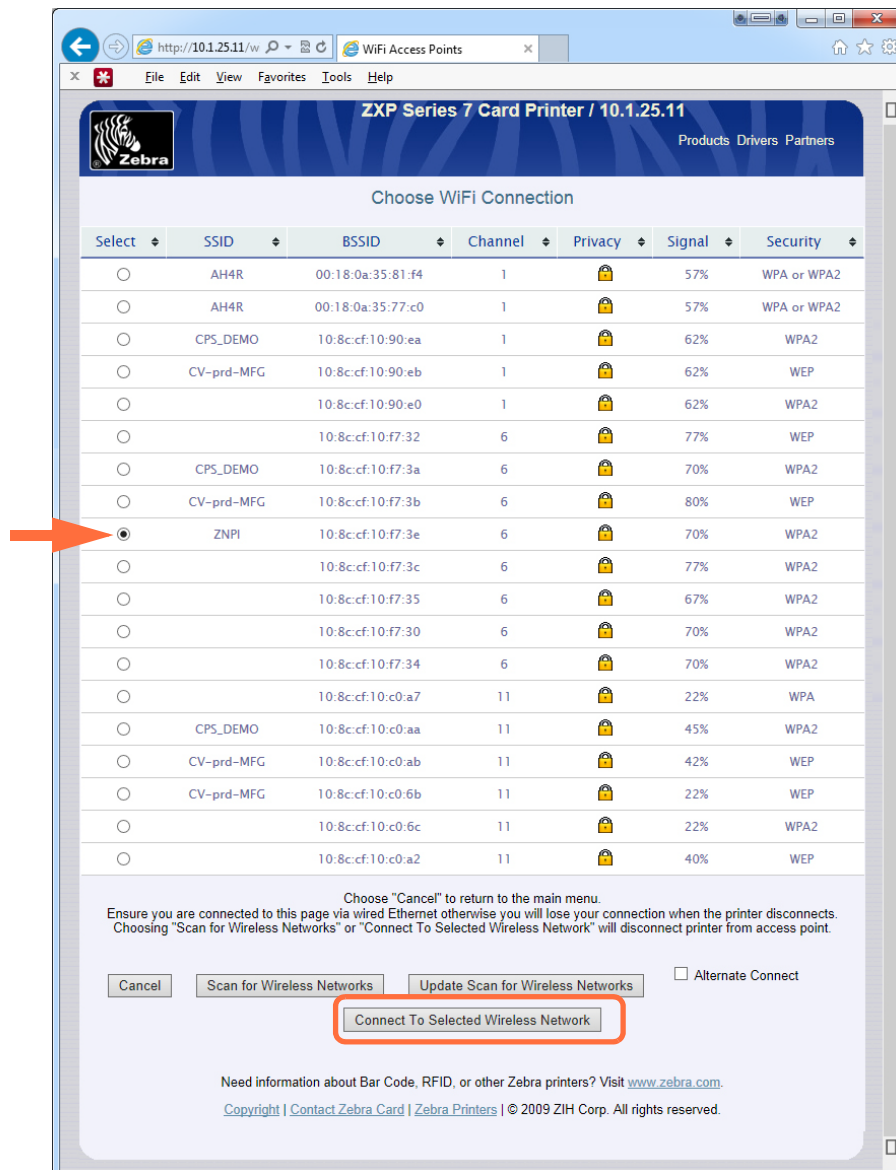 http://10.1.25.11/w
WiFi Access Points
File Edit View Favorites Tools Help
ZXP Series 7 Card Printer / 10.1.25.11
Zebra
®
Products Drivers Partners
Choose WiFi Connection
Select SSID BSSID Channel Privacy Signal Security
AH4R 00:18:0a:35:81:f4 1 57% WPA or WPA2
AH4R 00:18:0a:35:77:c0 1 57% WPA or WPA2
CPS_DEMO 10:8c:cf:10:90:ea 1 62% WPA2
CV-prd-MFG 10:8c:cf:10:90:eb 1 62% WEP
10:8c:cf:10:90:e0 1 62% WPA2
10:8c:cf:10:f7:32 6 77% WEP
CPS_DEMO 10:8c:cf:10:f7:3a 6 70% WPA2
CV-prd-MFG 10:8c:cf:10:f7:3b 6 80% WEP
ZNPI 10:8c:cf:10:f7:3e 6 70% WPA2
10:8c:cf:10:f7:3c 6 77% WPA2
10:8c:cf:10:f7:35 6 67% WPA2
10:8c:cf:10:f7:30 6 70% WPA2
10:8c:cf:10:f7:34 6 70% WPA2
10:8c:cf:10:c0:a7 11 22% WPA
CPS_DEMO 10:8c:cf:10:c0:aa 11 45% WPA2
CV-prd-MFG 10:8c:cf:10:c0:ab 11 42% WEP
CV-prd-MFG 10:8c:cf:10:c0:6b 11 22% WEP
10:8c:cf:10:c0:6c 11 22% WPA2
10:8c:cf:10:c0:a2 11 40% WEP
Choose "Cancel" to return to the main menu.
Ensure you are connected to this page via wired Ethernet otherwise you will lose your connection when the printer disconnects.
Choosing "Scan for Wireless Networks" or "Connect To Selected Wireless Network" will disconnect printer from access point.
Cancel Scan for Wireless Networks Update Scan for Wireless Networks Alternate Connect
Connect To Selected Wireless Network
Need information about Bar Code, RFID, or other Zebra printers? Visit www.zebra.com.
Copyright | Contact Zebra Card | Zebra Printers | © 2009 ZIH Corp. All rights reserved.